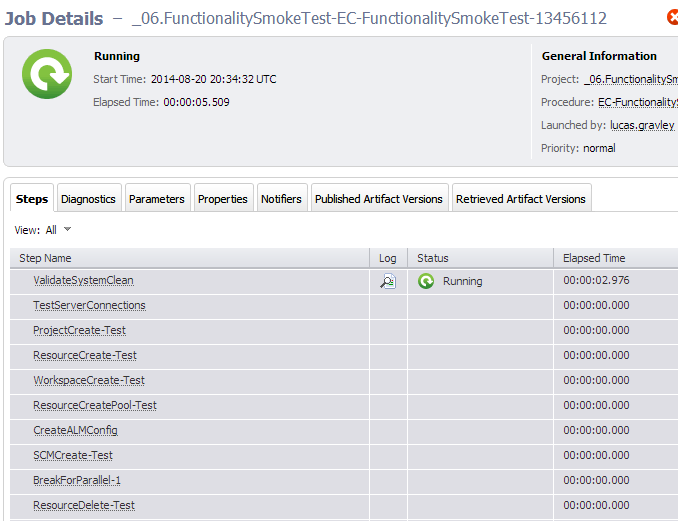 Job Details – _06.FunctionalitySmokeTest-EC-FunctionalitySmokeTest-13456112
Running
Start Time: 2014-08-20 20:34:32 UTC
Elapsed Time: 00:00:05.509
General Information
Project: _06.FunctionalitySm
Procedure: EC-FunctionalityS
Launched by: lucas.gravley
Priority: normal
Steps Diagnostics Parameters Properties Notifiers Published Artifact Versions Retrieved Artifact Versions
View: All
Step Name Log Status Elapsed Time
ValidateSystemClean Running 00:00:02.976
TestServerConnections 00:00:00.000
ProjectCreate-Test 00:00:00.000
ResourceCreate-Test 00:00:00.000
WorkspaceCreate-Test 00:00:00.000
ResourceCreatePool-Test 00:00:00.000
CreateALMConfig 00:00:00.000
SCMCreate-Test 00:00:00.000
BreakForParallel-1 00:00:00.000
ResourceDelete-Test 00:00:00.000